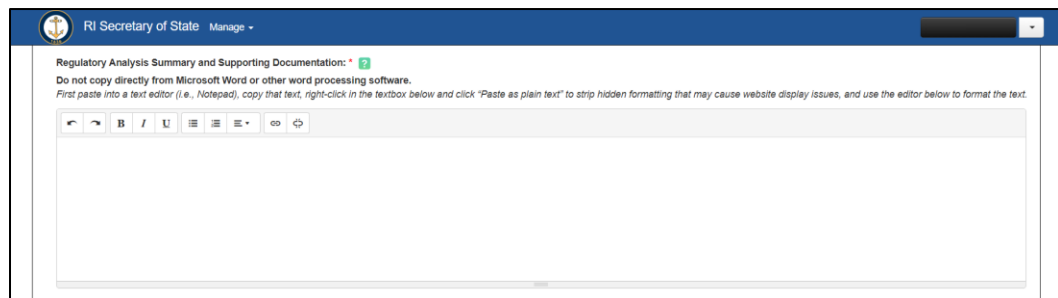 RI Secretary of State Manage
Regulatory Analysis Summary and Supporting Documentation: * ?
Do not copy directly from Microsoft Word or other word processing software.
First paste into a text editor (i.e., Notepad), copy that text, right-click in the textbox below and click “Paste as plain text” to strip hidden formatting that may cause website display issues, and use the editor below to format the text.
B I U